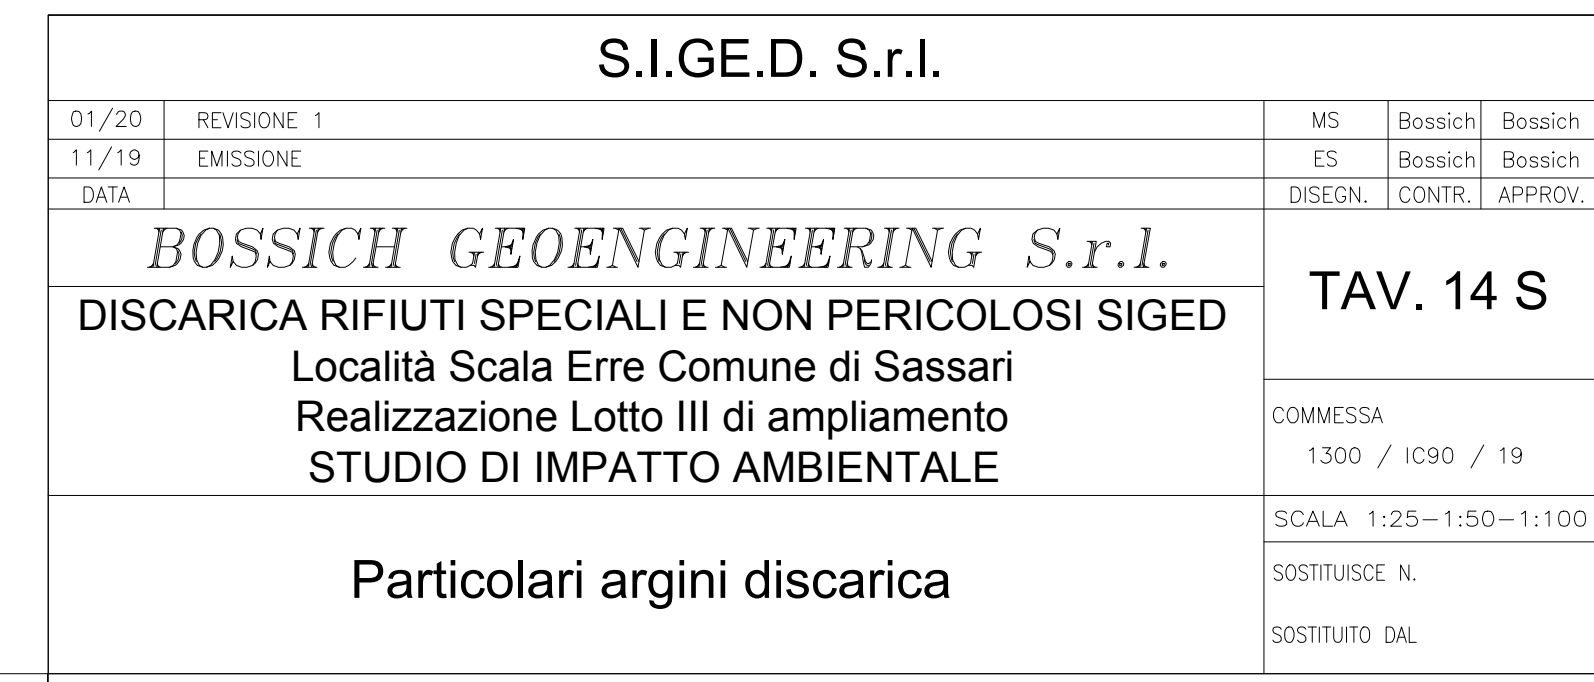 S.I.GE.D. S.r.l.
01/20 REVISIONE 1 MS Bossich Bossich
11/19 EMISSIONE ES Bossich Bossich
DATA DISEGN. CONTR. APPROV.
BOSSICH GEOENGINEERING S.r.l.
TAV. 14 S
DISCARICA RIFIUTI SPECIALI E NON PERICOLOSI SIGED
Località Scala Erre Comune di Sassari
Realizzazione Lotto III di ampliamento
STUDIO DI IMPATTO AMBIENTALE
COMMESSA
1300 / IC90 / 19
SCALA 1:25-1:50-1:100
Particolari argini discarica
SOSTITUISCE N.
SOSTITUITO DAL